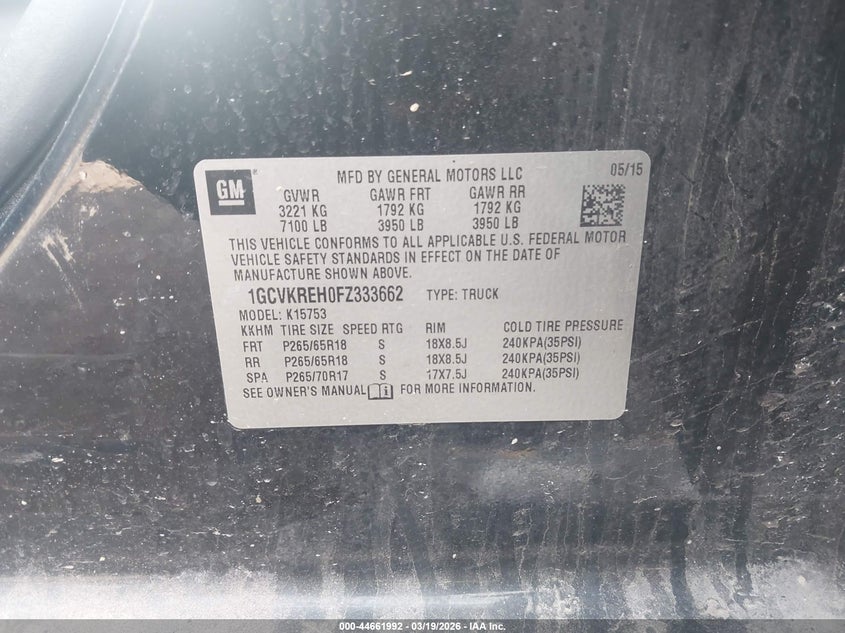 GM
MFD BY GENERAL MOTORS LLC 05/15
GVWR GAWR FRT GAWR RR
3221 KG 1792 KG 1792 KG
7100 LB 3950 LB 3950 LB
THIS VEHICLE CONFORMS TO ALL APPLICABLE U.S. FEDERAL MOTOR
VEHICLE SAFETY STANDARDS IN EFFECT ON THE DATE OF
MANUFACTURE SHOWN ABOVE.
1GCVKREH0FZ333662 TYPE: TRUCK
MODEL: K15753
KKHM TIRE SIZE SPEED RTG RIM COLD TIRE PRESSURE
FRT P265/65R18 S 18X8.5J 240KPA(35PSI)
RR P265/65R18 S 18X8.5J 240KPA(35PSI)
SPA P265/70R17 S 17X7.5J 240KPA(35PSI)
SEE OWNER'S MANUAL FOR MORE INFORMATION.
000-44661992 - 03/19/2026 - IAA Inc.